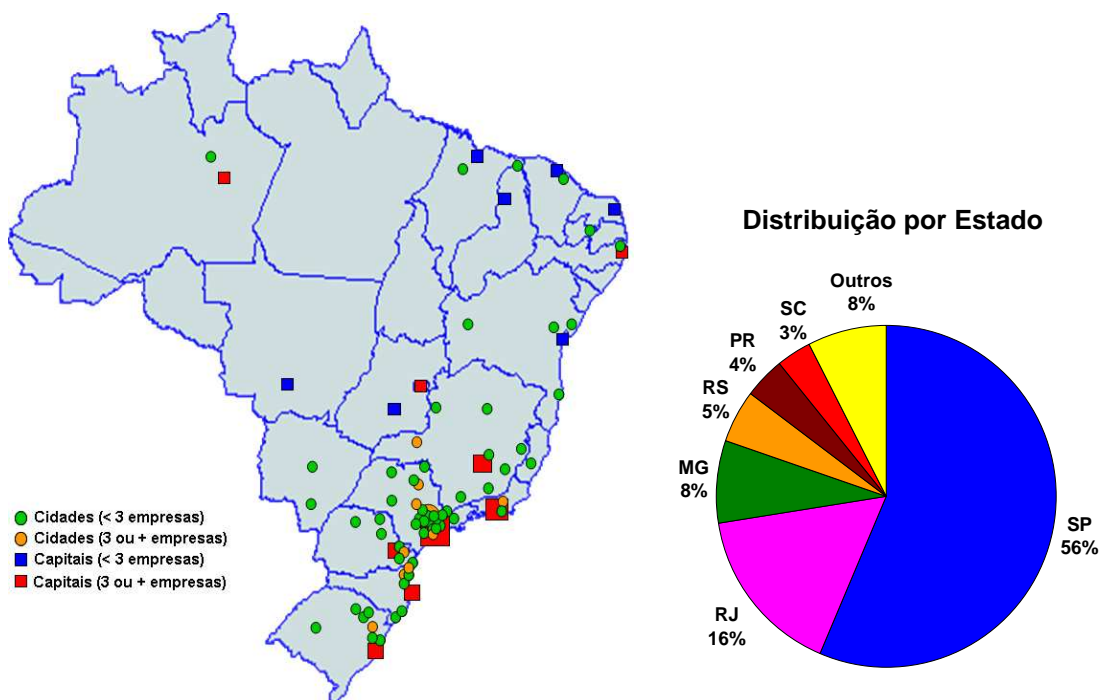 Distribuição por Estado
Outros
8%
SC
3%
PR
4%
RS
5%
MG
8%
RJ
16%
SP
56%
Cidades (< 3 empresas)
Cidades (3 ou + empresas)
Capitais (< 3 empresas)
Capitais (3 ou + empresas)